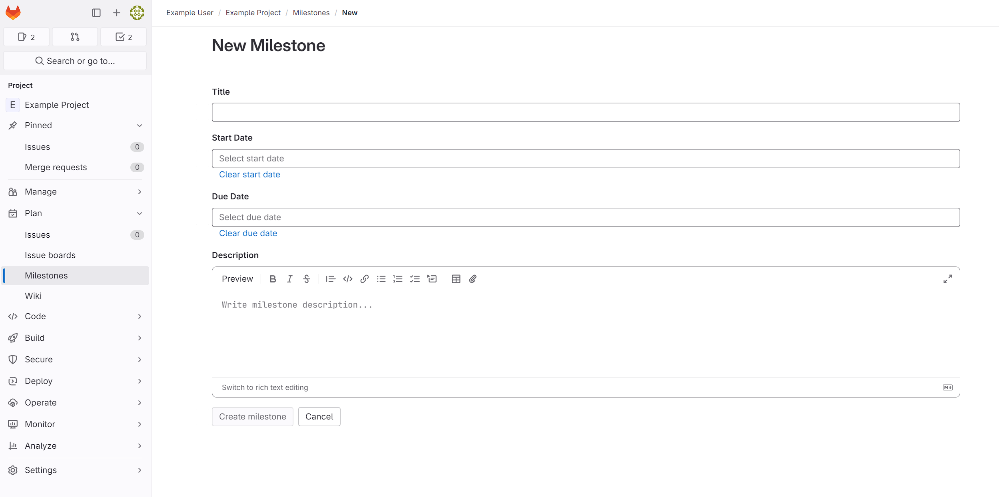 Example User / Example Project / Milestones / New
2
2
Search or go to...
Project
E Example Project
Pinned
Issues 0
Merge requests 0
Manage
Plan
Issues 0
Issue boards
Milestones
Wiki
Code
Build
Secure
Deploy
Operate
Monitor
Analyze
Settings
New Milestone
Title
Start Date
Select start date
Clear start date
Due Date
Select due date
Clear due date
Description
Preview
Write milestone description...
Switch to rich text editing
Create milestone Cancel